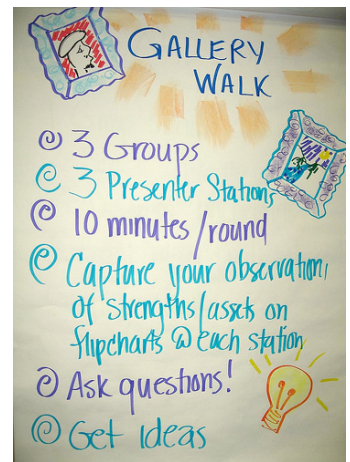 GALLERY
WALK
3 Groups
3 Presenter Stations
10 minutes/round
Capture your observations
of strengths/assets on
flipcharts @ each station
Ask questions!
Get Ideas